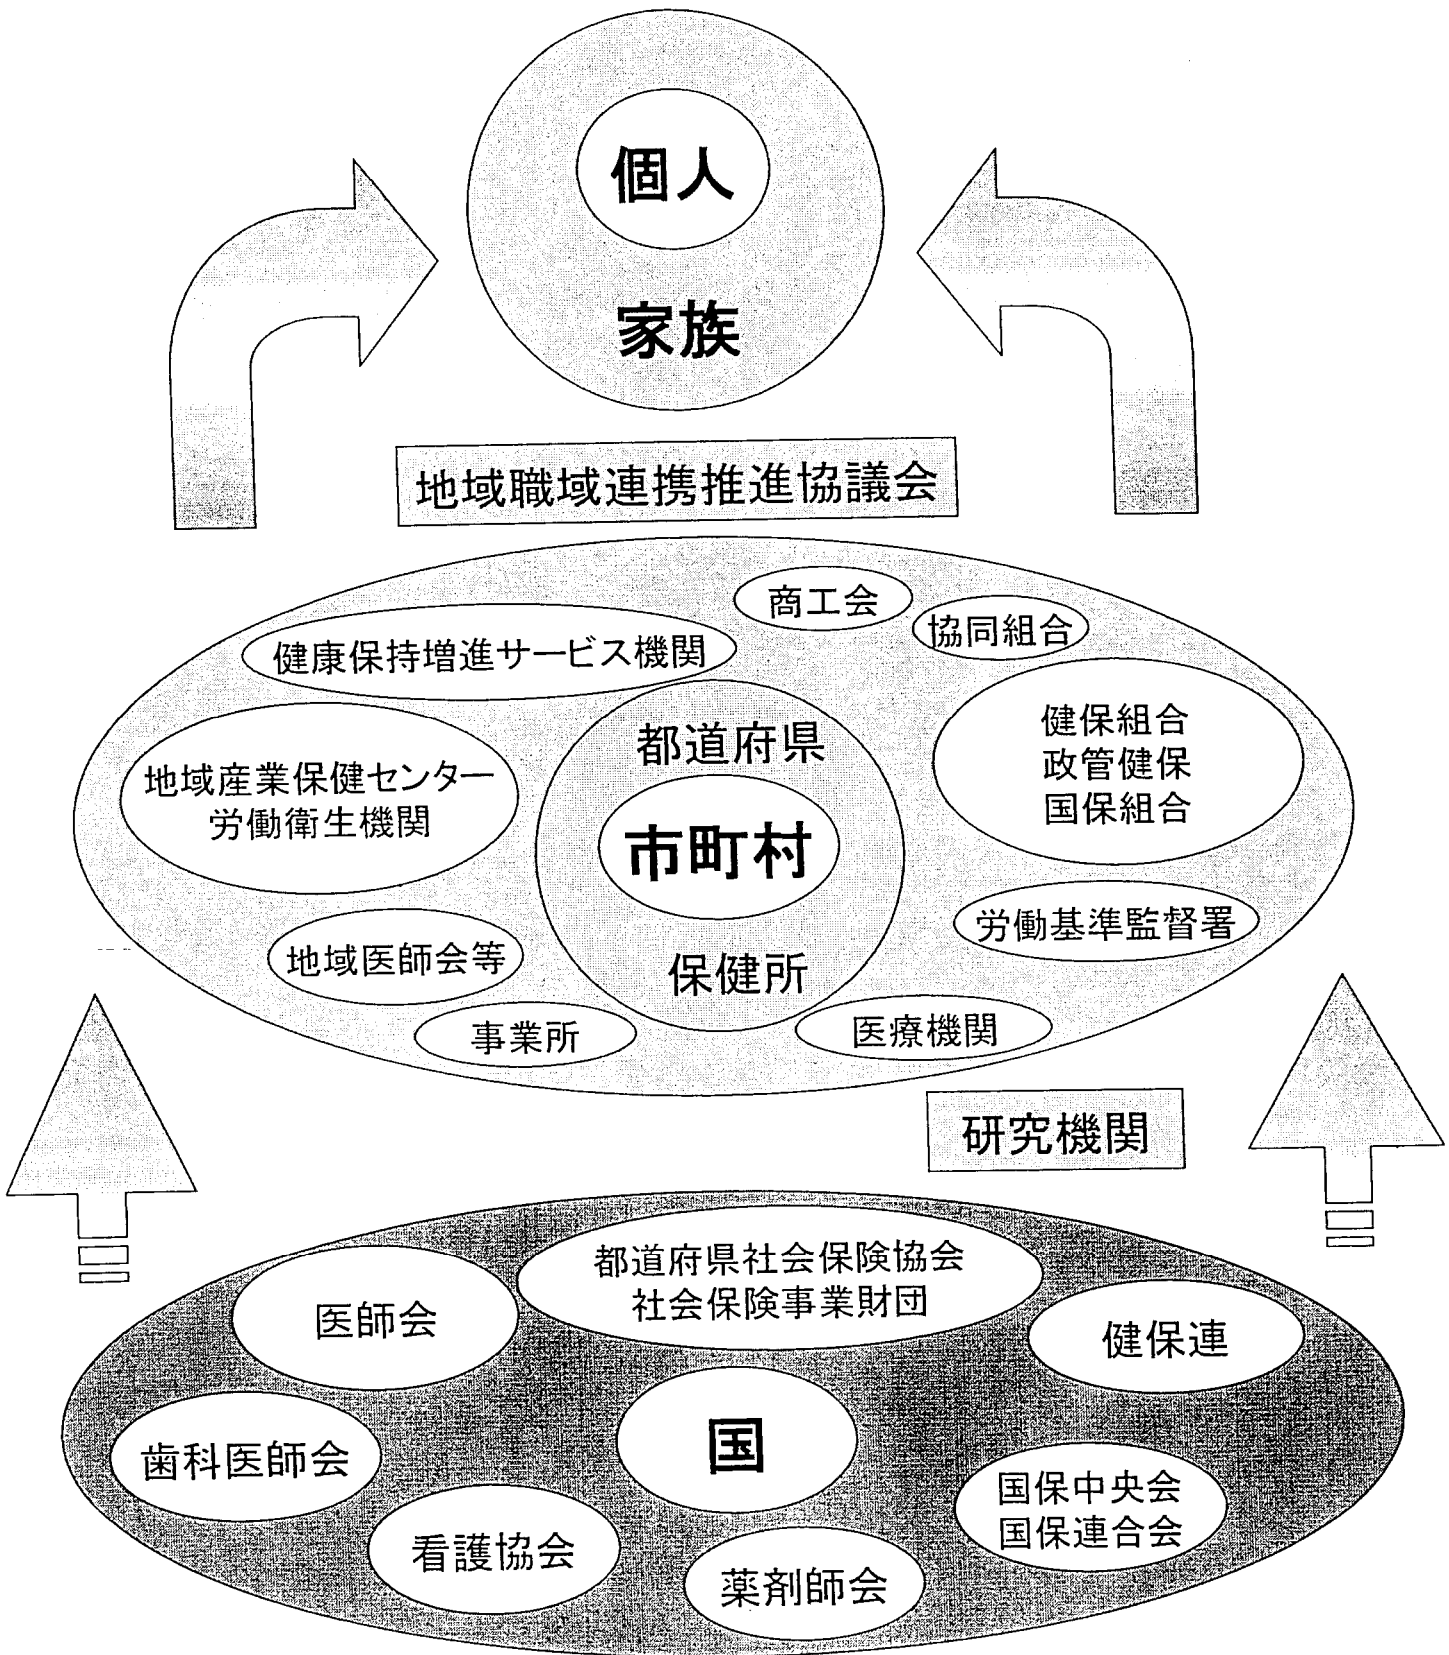 個人
家族
地域職域連携推進協議会
商工会
協同組合
健康保持増進サービス機関
都道府県
健保組合
政管健保
国保組合
地域産業保健センター
労働衛生機関
市町村
労働基準監督署
地域医師会等
保健所
事業所
医療機関
研究機関
都道府県社会保険協会
社会保険事業財団
医師会
健保連
国
歯科医師会
国保中央会
国保連合会
看護協会
薬剤師会